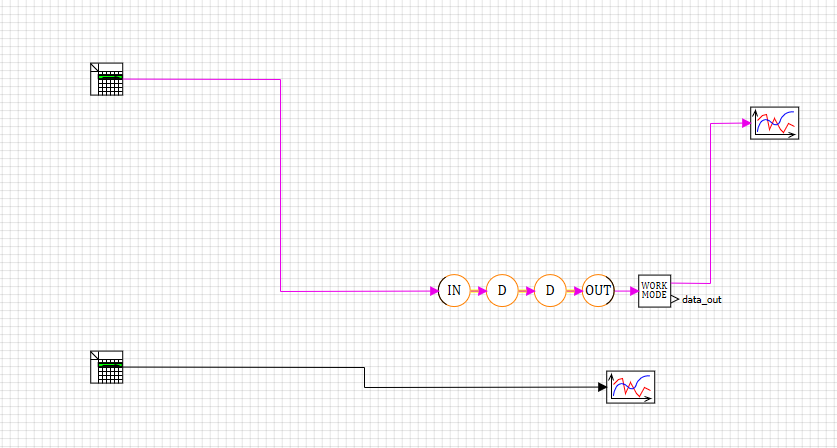 IN
D
D
OUT
WORK
MODE
data_out